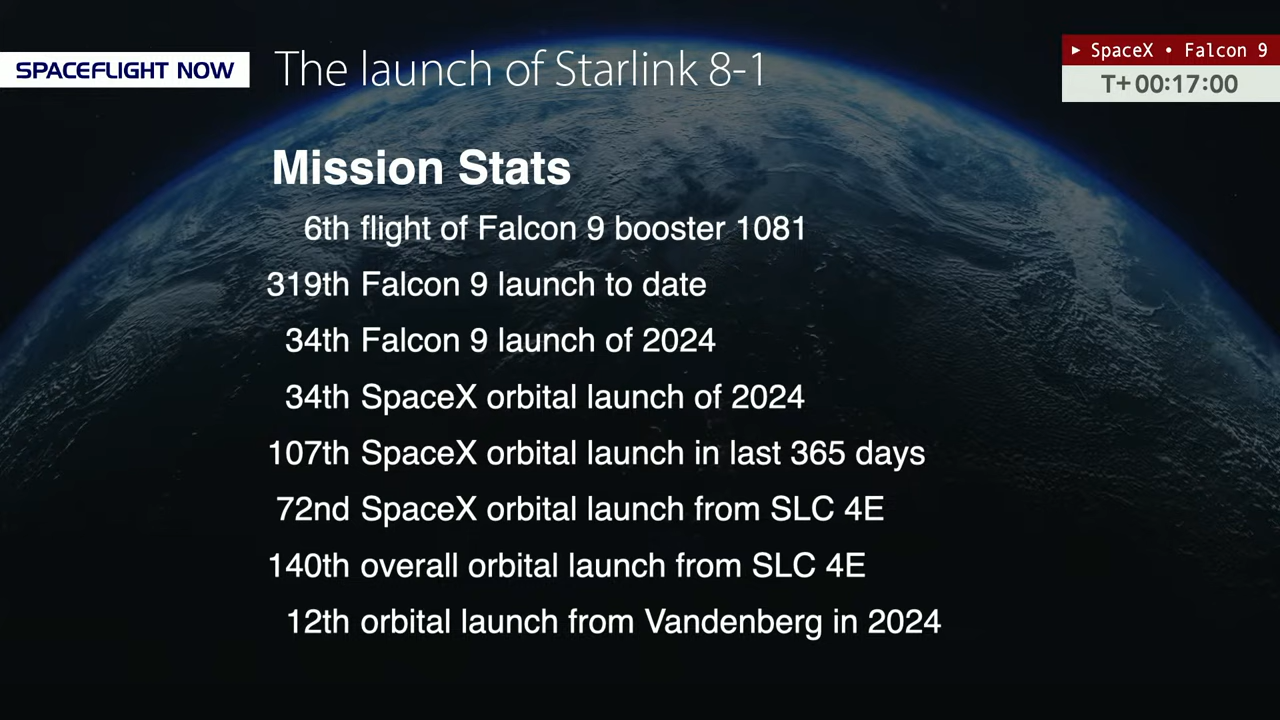 SPACEFLIGHT NOW
The launch of Starlink 8-1
▶ SpaceX • Falcon 9
T+00:17:00
Mission Stats
6th flight of Falcon 9 booster 1081
319th Falcon 9 launch to date
34th Falcon 9 launch of 2024
34th SpaceX orbital launch of 2024
107th SpaceX orbital launch in last 365 days
72nd SpaceX orbital launch from SLC 4E
140th overall orbital launch from SLC 4E
12th orbital launch from Vandenberg in 2024